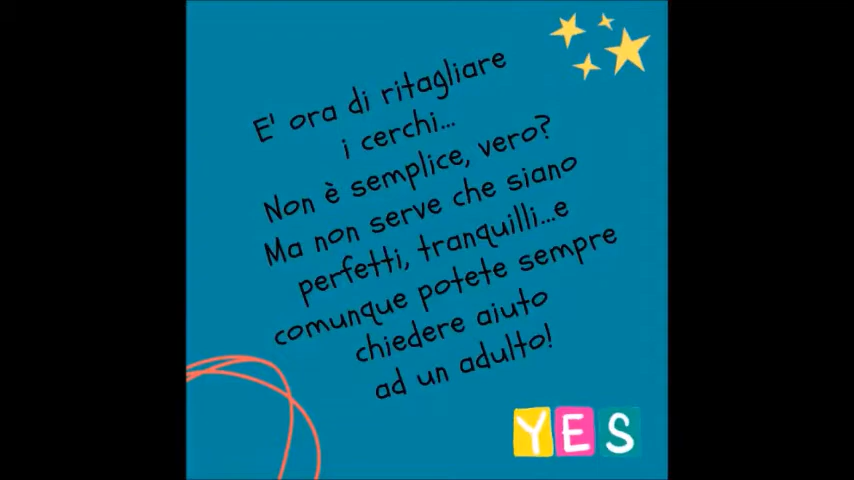 E' ora di ritagliare
i cerchi...
Non è semplice, vero?
Ma non serve che siano
perfetti, tranquilli...e
comunque potete sempre
chiedere aiuto
ad un adulto!
YES